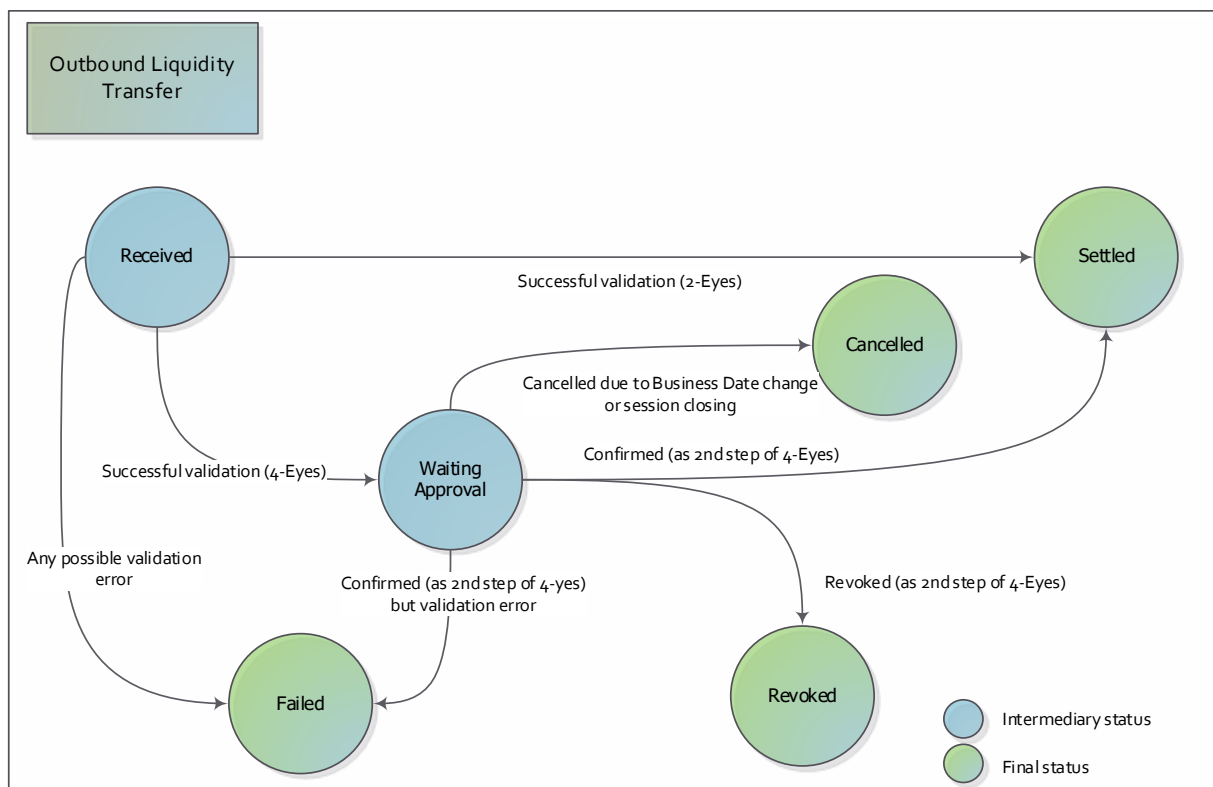 Outbound Liquidity
Transfer
Received
Settled
Successful validation (2-Eyes)
Cancelled
Cancelled due to Business Date change
or session closing
Confirmed (as 2nd step of 4-Eyes)
Successful validation (4-Eyes)
Waiting
Approval
Any possible validation
error
Confirmed (as 2nd step of 4-yes)
but validation error
Revoked (as 2nd step of 4-Eyes)
Failed
Revoked
Intermediary status
Final status